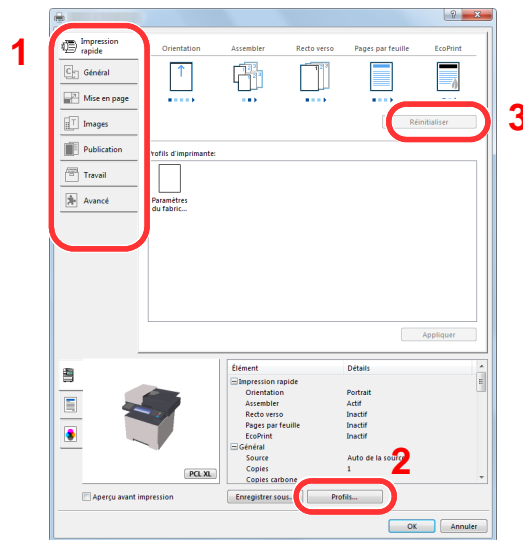 1
Impression
rapide
Général
Mise en page
Images
Publication
Travail
Avancé
Orientation Assembler Recto verso Pages par feuille EcoPrint
Réinitialiser
3
Profils d'imprimante:
Paramètres
du fabric...
Appliquer
Élément Détails
Impression rapide
Orientation Portrait
Assembler Actif
Recto verso Inactif
Pages par feuille Inactif
EcoPrint Inactif
Général
Source Auto de la source
Copies 1
Copies carbone
2
PCL XL
Aperçu avant impression
Enregistrer sous... Profils...
OK Annuler